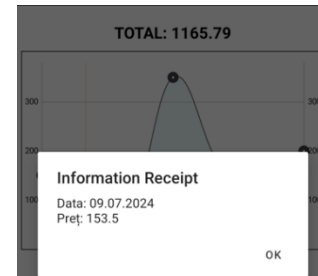 TOTAL: 1165.79
300
300
200
200
100
100
Information Receipt
Data: 09.07.2024
Preț: 153.5
OK